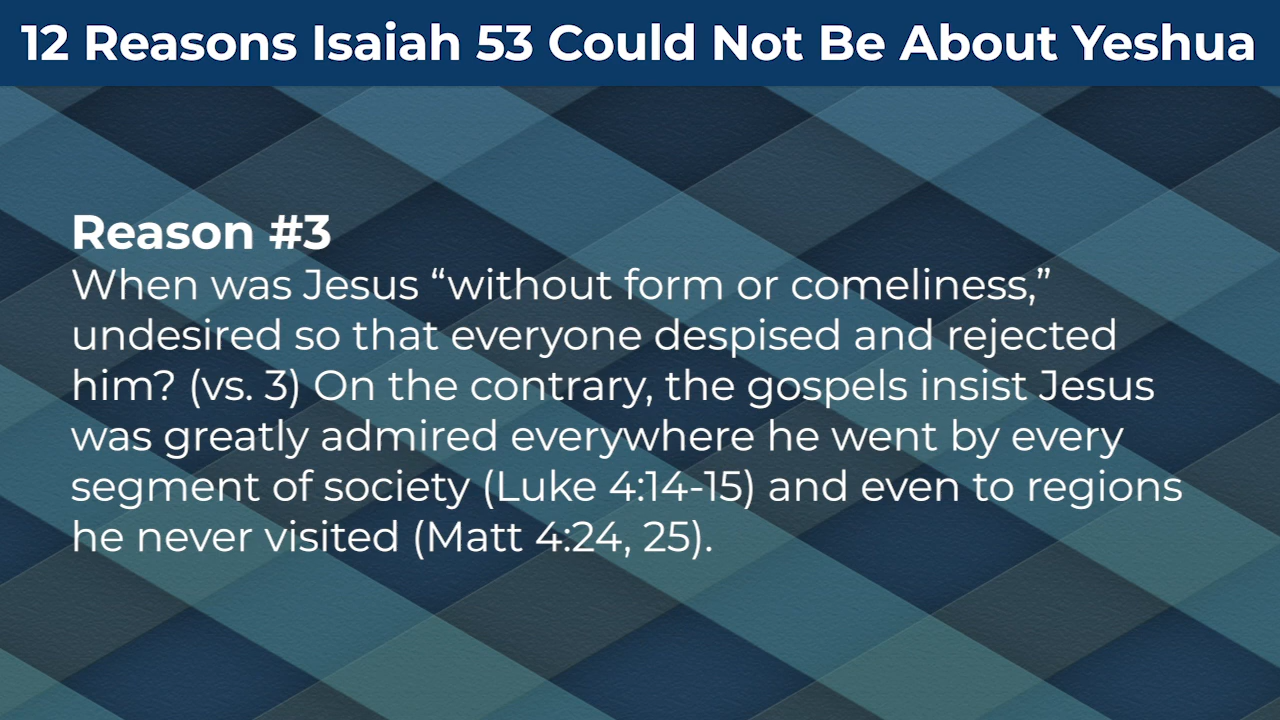 12 Reasons Isaiah 53 Could Not Be About Yeshua
Reason #3
When was Jesus “without form or comeliness,”
undesired so that everyone despised and rejected
him? (vs. 3) On the contrary, the gospels insist Jesus
was greatly admired everywhere he went by every
segment of society (Luke 4:14-15) and even to regions
he never visited (Matt 4:24, 25).